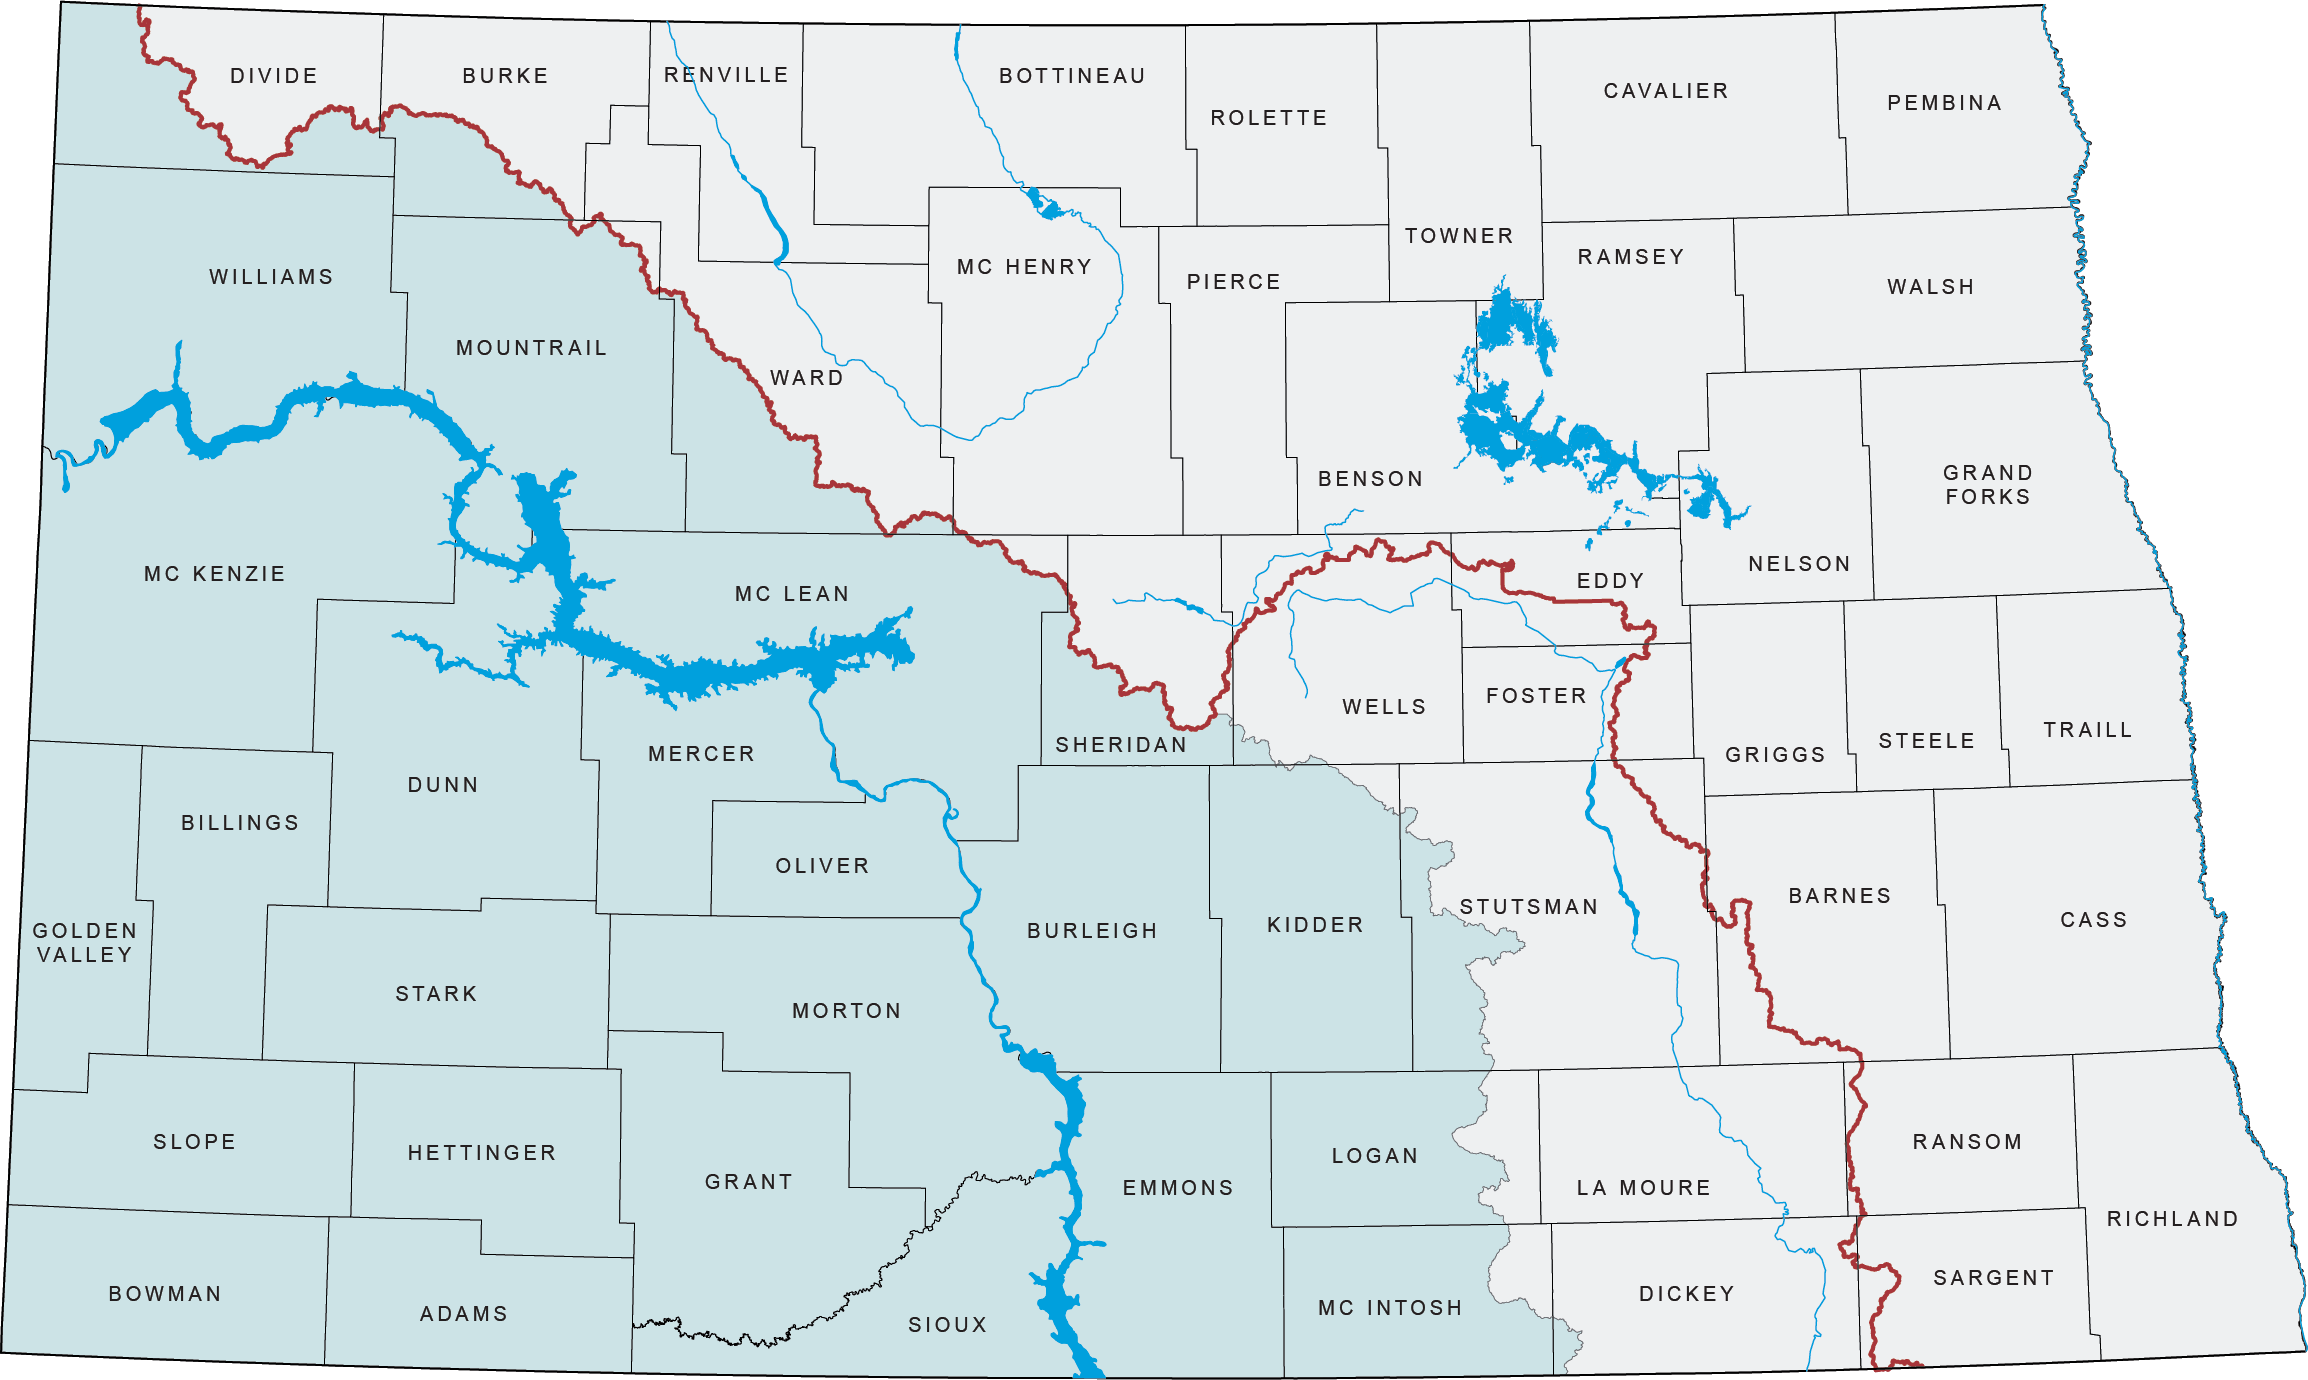 DIVIDE
BURKE
RENVILLE
BOTTINEAU
ROLETTE
CAVALIER
PEMBINA
TOWNER
RAMSEY
WALSH
WILLIAMS
MC HENRY
PIERCE
MOUNTRAIL
WARD
BENSON
GRAND
FORKS
NELSON
MC KENZIE
MC LEAN
EDDY
WELLS
FOSTER
SHERIDAN
GRIGGS
STEELE
TRAILL
MERCER
DUNN
BILLINGS
OLIVER
GOLDEN
VALLEY
BURLEIGH
KIDDER
STUTSMAN
BARNES
CASS
STARK
MORTON
SLOPE
HETTINGER
GRANT
EMMONS
LOGAN
LA MOURE
RANSOM
RICHLAND
BOWMAN
ADAMS
SIOUX
MC INTOSH
DICKEY
SARGENT